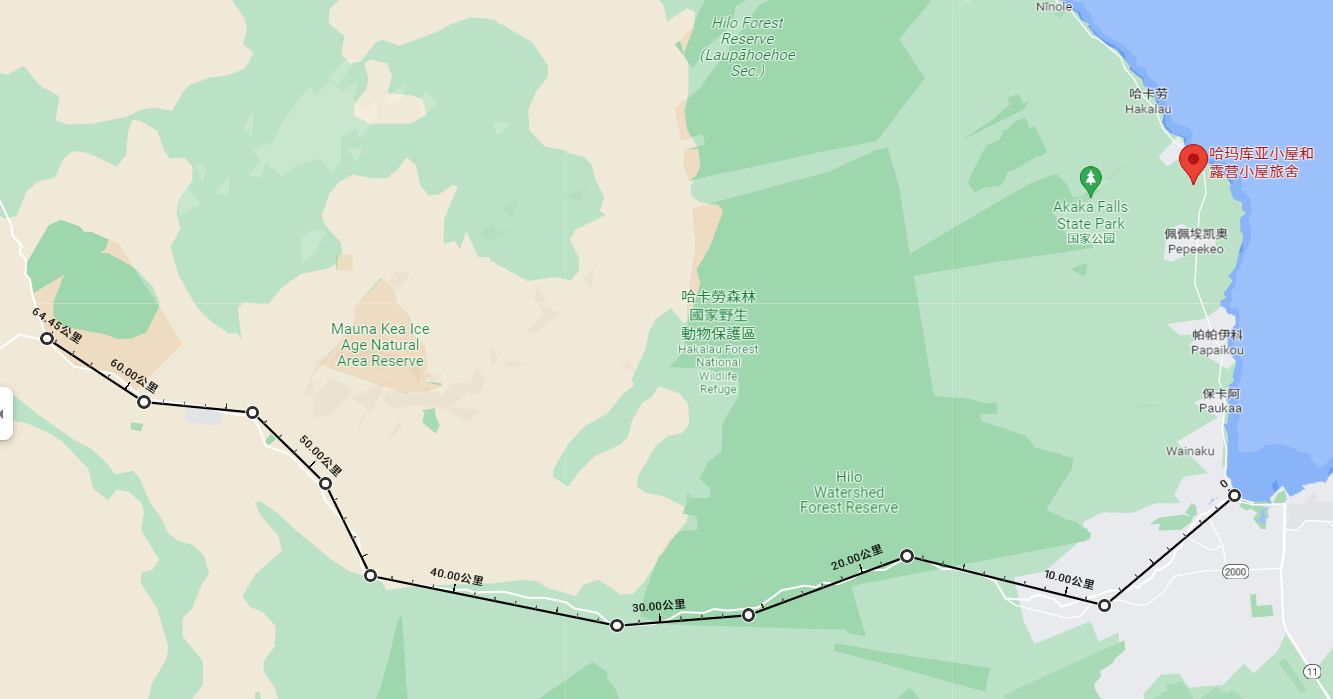 Nīnole
Hilo Forest
Reserve
(Laupāhoehoe
Sec.)
哈卡劳
Hakalau
哈玛库亚小屋和
露营小屋旅舍
Akaka Falls
State Park
国家公园
佩佩埃凯奥
Pepeekeo
哈卡勞森林
國家野生
動物保護區
Hakalau Forest
National
Wildlife
Refuge
Mauna Kea Ice
Age Natural
Area Reserve
帕帕伊科
Papaikou
保卡阿
Paukaa
Wainaku
Hilo
Watershed
Forest Reserve
64.45公里
60.00公里
50.00公里
40.00公里
30.00公里
20.00公里
10.00公里
0.
2000
11